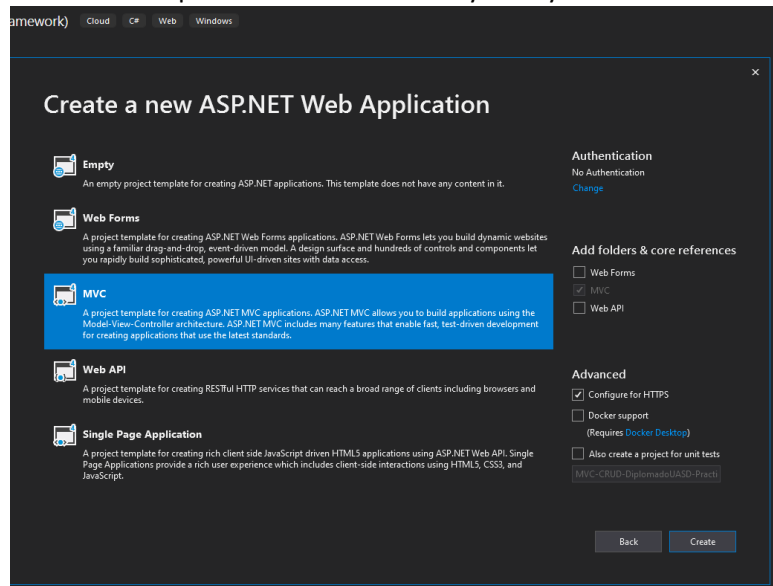 amework) Cloud C# Web Windows
Create a new ASP.NET Web Application
Empty
An empty project template for creating ASP.NET applications. This template does not have any content in it.
Web Forms
A project template for creating ASP.NET Web Forms applications. ASP.NET Web Forms lets you build dynamic websites
using a familiar drag-and-drop, event-driven model. A design surface and hundreds of controls and components let
you rapidly build sophisticated, powerful UI-driven sites with data access.
MVC
A project template for creating ASP.NET MVC applications. ASP.NET MVC allows you to build applications using the
Model-View-Controller architecture. ASP.NET MVC includes many features that enable fast, test-driven development
for creating applications that use the latest standards.
Web API
A project template for creating RESTful HTTP services that can reach a broad range of clients including browsers and
mobile devices.
Single Page Application
A project template for creating rich client side JavaScript driven HTML5 applications using ASP.NET Web API. Single
Page Applications provide a rich user experience which includes client-side interactions using HTML5, CSS3, and
JavaScript.
Authentication
No Authentication
Change
Add folders & core references
Web Forms
MVC
Web API
Advanced
Configure for HTTPS
Docker support
(Requires Docker Desktop)
Also create a project for unit tests
MVC-CRUD-DiplomadoUASD-Practi
Back
Create